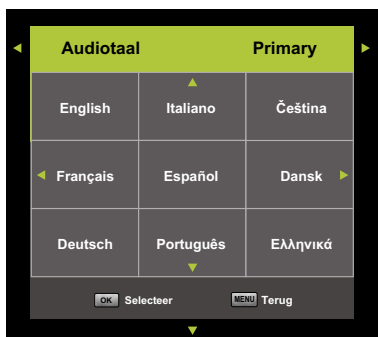 Audiotaal Primary
English Italiano Čeština
Français Español Dansk
Deutsch Português Ελληνικά
OK Selecteer MENU Terug